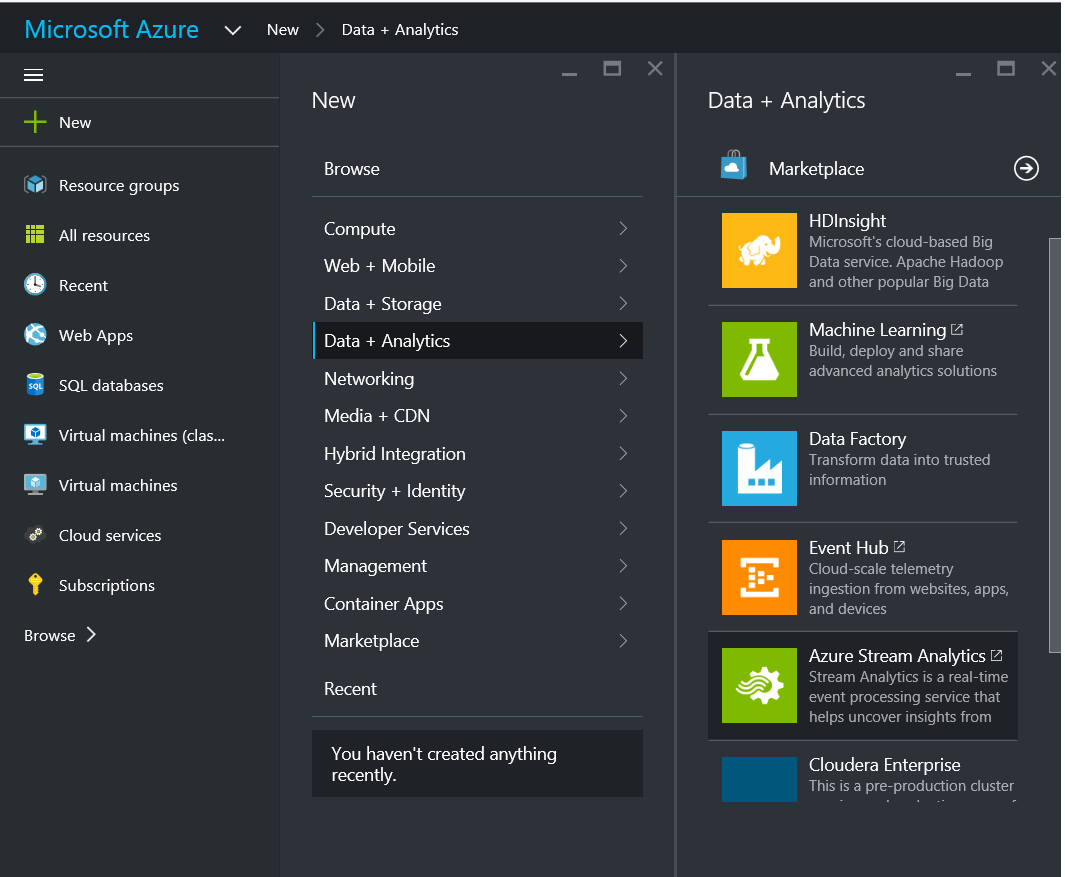 Microsoft Azure
New
Data + Analytics
New
Resource groups
All resources
Recent
Web Apps
SQL
SQL databases
Virtual machines (clas...
Virtual machines
Cloud services
Subscriptions
Browse
New
Browse
Compute
Web + Mobile
Data + Storage
Data + Analytics
Networking
Media + CDN
Hybrid Integration
Security + Identity
Developer Services
Management
Container Apps
Marketplace
Recent
You haven't created anything
recently.
Data + Analytics
Marketplace
HDInsight
Microsoft's cloud-based Big
Data service. Apache Hadoop
and other popular Big Data
Machine Learning
Build, deploy and share
advanced analytics solutions
Data Factory
Transform data into trusted
information
Event Hub
Cloud-scale telemetry
ingestion from websites, apps,
and devices
Azure Stream Analytics
Stream Analytics is a real-time
event processing service that
helps uncover insights from
Cloudera Enterprise
This is a pre-production cluster